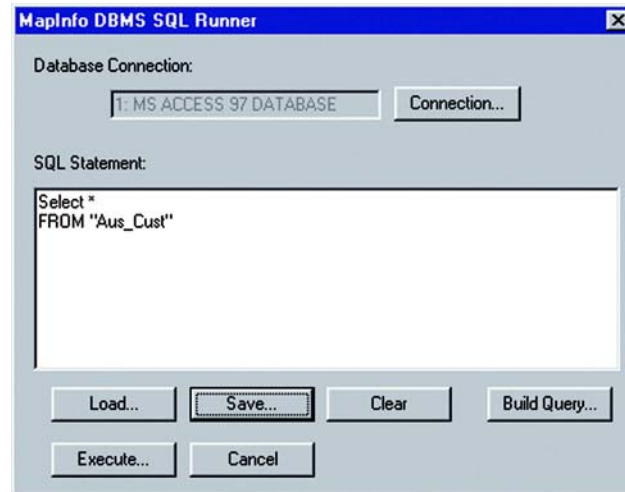 MapInfo DBMS SQL Runner
Database Connection:
1: MS ACCESS 97 DATABASE
Connection...
SQL Statement:
Select *
FROM "Aus_Cust"
Load...
Save...
Clear
Build Query...
Execute...
Cancel